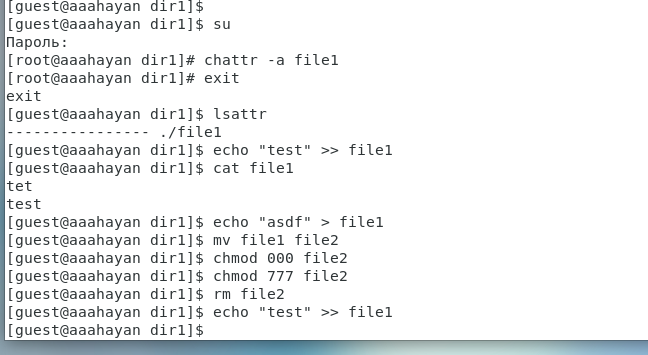 [guest@aaahayan dir1]$
[guest@aaahayan dir1]$ su
Пароль:
[root@aaahayan dir1]# chattr -a file1
[root@aaahayan dir1]# exit
exit
[guest@aaahayan dir1]$ lsattr
---------------- ./file1
[guest@aaahayan dir1]$ echo "test" >> file1
[guest@aaahayan dir1]$ cat file1
tet
test
[guest@aaahayan dir1]$ echo "asdf" > file1
[guest@aaahayan dir1]$ mv file1 file2
[guest@aaahayan dir1]$ chmod 000 file2
[guest@aaahayan dir1]$ chmod 777 file2
[guest@aaahayan dir1]$ rm file2
[guest@aaahayan dir1]$ echo "test" >> file1
[guest@aaahayan dir1]$